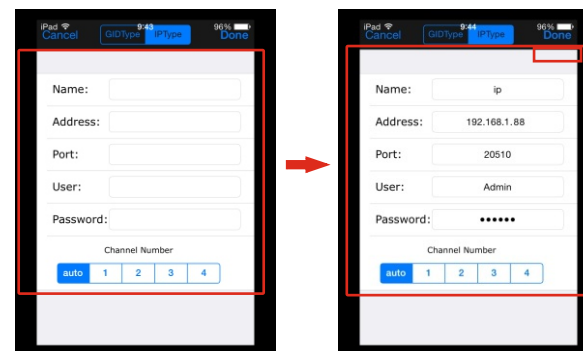 iPad 9:43 96%
Cancel GIDType IPType Done
Name:
Address:
Port:
User:
Password:
Channel Number
auto 1 2 3 4
iPad 9:44 96%
Cancel GIDType IPType Done
Name: ip
Address: 192.168.1.88
Port: 20510
User: Admin
Password: ••••••
Channel Number
auto 1 2 3 4